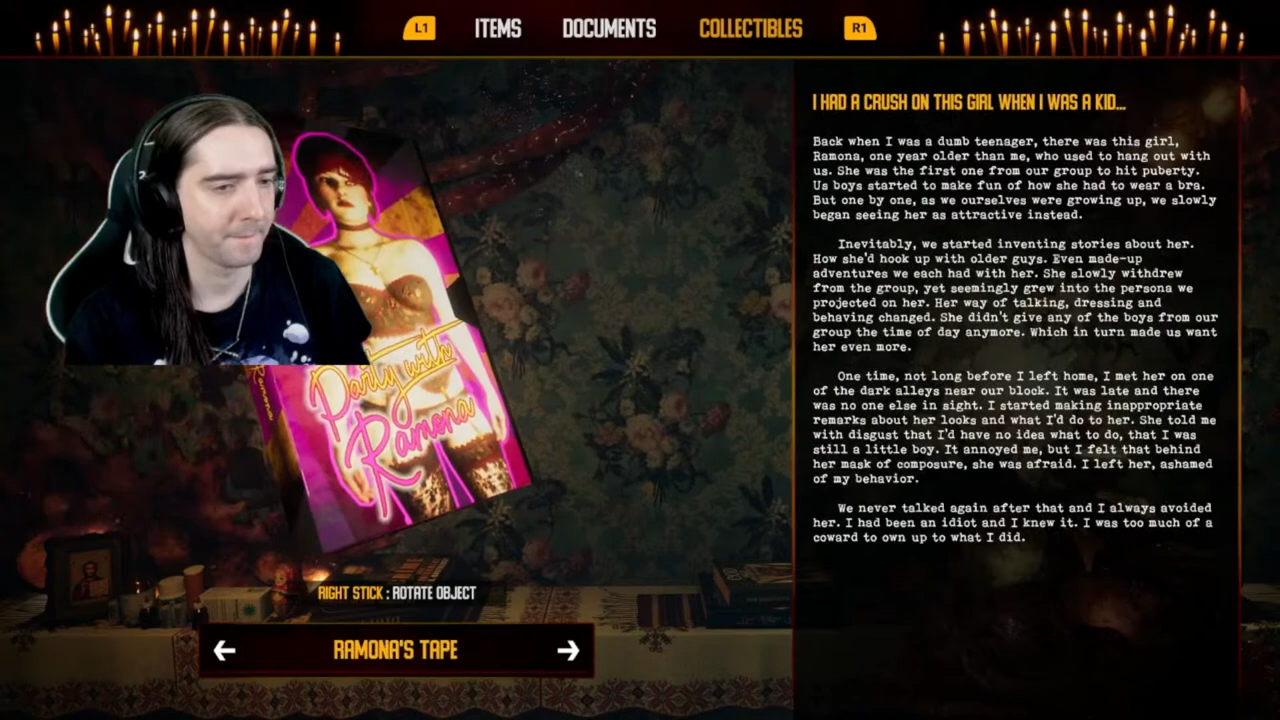 L1 ITEMS DOCUMENTS COLLECTIBLES R1
I HAD A CRUSH ON THIS GIRL WHEN I WAS A KID...
Back when I was a dumb teenager, there was this girl,
Ramona, one year older than me, who used to hang out with
us. She was the first one from our group to hit puberty.
Us boys started to make fun of how she had to wear a bra.
But one by one, as we ourselves were growing up, we slowly
began seeing her as attractive instead.
Inevitably, we started inventing stories about her.
How she'd hook up with older guys. Even made-up
adventures we each had with her. She slowly withdrew
from the group, yet seemingly grew into the persona we
projected on her. Her way of talking, dressing and
behaving changed. She didn't give any of the boys from our
group the time of day anymore. Which in turn made us want
her even more.
One time, not long before I left home, I met her on one
of the dark alleys near our block. It was late and there
was no one else in sight. I started making inappropriate
remarks about her looks and what I'd do to her. She told me
with disgust that I'd have no idea what to do, that I was
still a little boy. It annoyed me, but I felt that behind
her mask of composure, she was afraid. I left her, ashamed
of my behavior.
We never talked again after that and I always avoided
her. I had been an idiot and I knew it. I was too much of a
coward to own up to what I did.
Party with
Ramona
Ramona
RIGHT STICK : ROTATE OBJECT
← RAMONA'S TAPE →